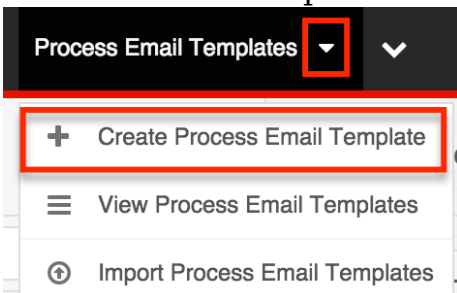 Process Email Templates
Create Process Email Template
View Process Email Templates
Import Process Email Templates